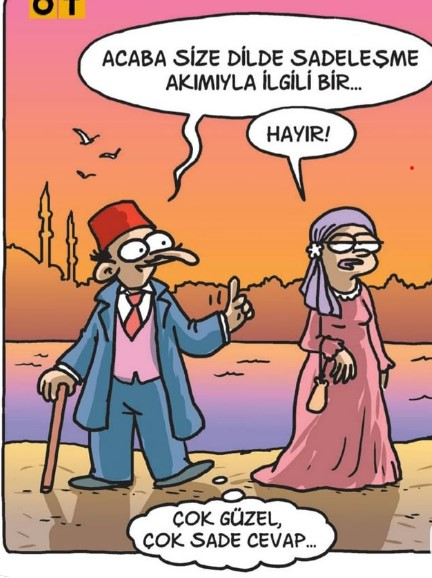 OT
ACABA SİZE DİLDE SADELEŞME
AKIMIYLA İLGİLİ BİR...
HAYIR!
ÇOK GÜZEL,
ÇOK SADE CEVAP...